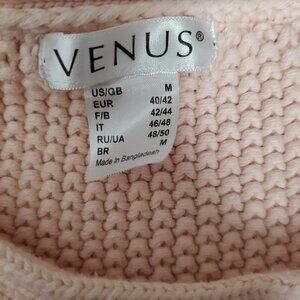 VENUS®
US/GB M
EUR 40/42
F/B 42/44
IT 46/48
RU/UA 48/50
BR M
Made in Bangladesh